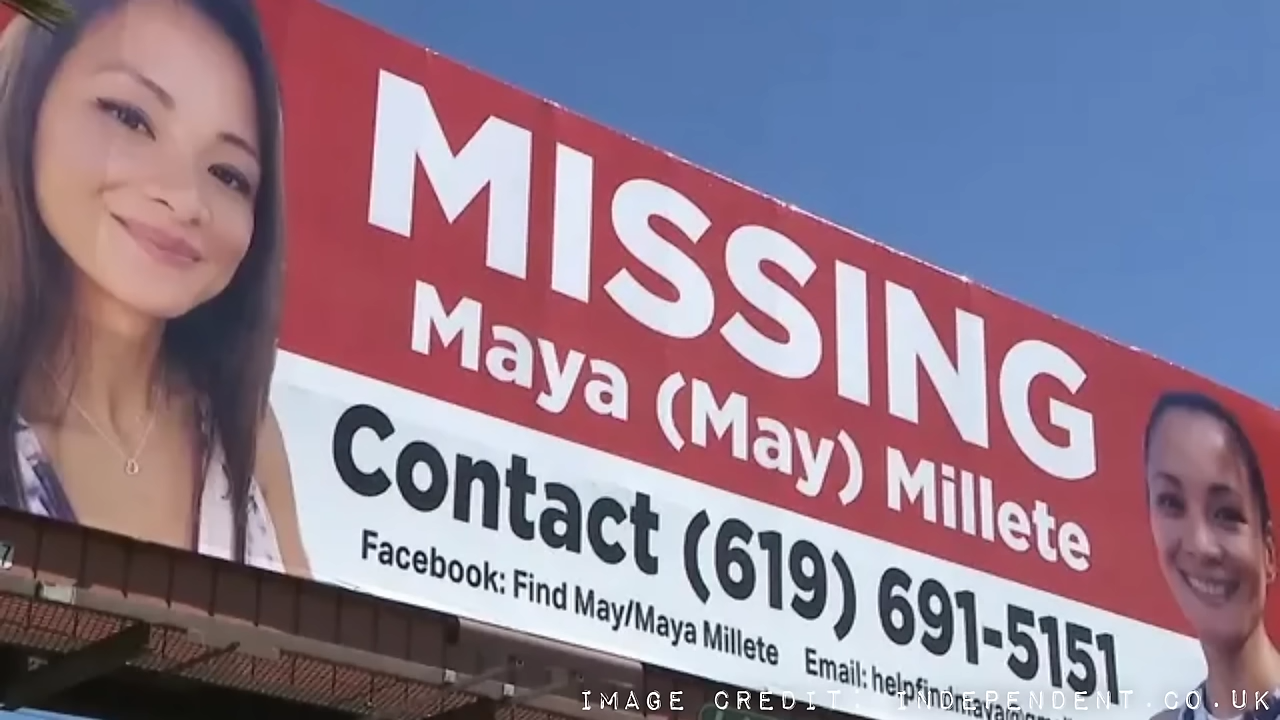 MISSING
Maya (May) Millete
Contact (619) 691-5151
Facebook: Find May/Maya Millete Email:
IMAGE CREDIT: INDEPENDENT.CO.UK